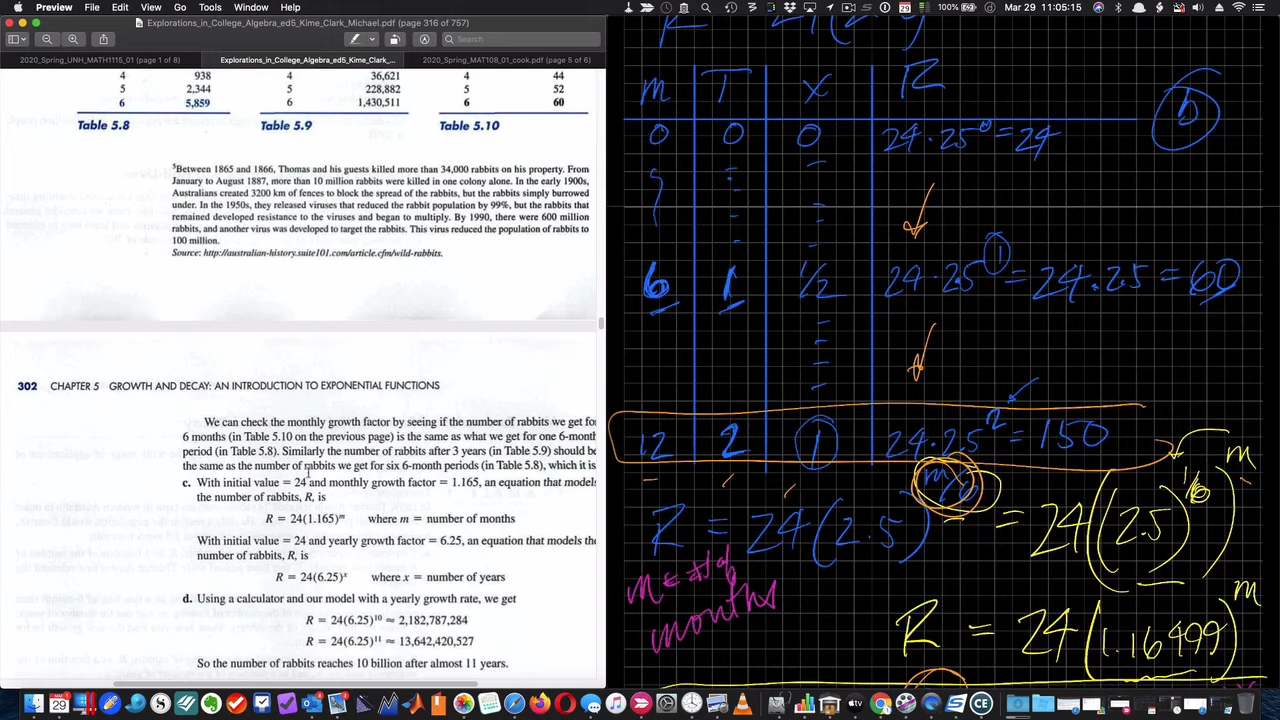 Preview File Edit View Go Tools Window Help 100% Mar 29 11:05:15
Explorations_in_College_Algebra_ed5_Kime_Clark_Michael.pdf (page 316 of 757)
Search
2020_Spring_UNH_MATH1115_01 (page 1 of 8) Explorations_in_College_Algebra_ed5_Kime_Clark_... 2020_Spring_MAT108_01_cook.pdf (page 5 of 6)
4 938 4 36,621 4 44
5 2,344 5 228,882 5 52
6 5,859 6 1,430,511 6 60
Table 5.8 Table 5.9 Table 5.10
5Between 1865 and 1866, Thomas and his guests killed more than 34,000 rabbits on his property. From
January to August 1887, more than 10 million rabbits were killed in one colony alone. In the early 1900s,
Australians created 3200 km of fences to block the spread of the rabbits, but the rabbits simply burrowed
under. In the 1950s, they released viruses that reduced the rabbit population by 99%, but the rabbits that
remained developed resistance to the viruses and began to multiply. By 1990, there were 600 million
rabbits, and another virus was developed to target the rabbits. This virus reduced the population of rabbits to
100 million.
Source: http://australian-history.suite101.com/article.cfm/wild-rabbits.
302 CHAPTER 5 GROWTH AND DECAY: AN INTRODUCTION TO EXPONENTIAL FUNCTIONS
We can check the monthly growth factor by seeing if the number of rabbits we get for
6 months (in Table 5.10 on the previous page) is the same as what we get for one 6-month
period (in Table 5.8). Similarly the number of rabbits after 3 years (in Table 5.9) should be
the same as the number of rabbits we get for six 6-month periods (in Table 5.8), which it is
c. With initial value = 24 and monthly growth factor = 1.165, an equation that models
the number of rabbits, R, is
R = 24(1.165)^m where m = number of months
With initial value = 24 and yearly growth factor = 6.25, an equation that models the
number of rabbits, R, is
R = 24(6.25)^x where x = number of years
d. Using a calculator and our model with a yearly growth rate, we get
R = 24(6.25)^10 ≈ 2,182,787,284
R = 24(6.25)^11 ≈ 13,642,420,527
So the number of rabbits reaches 10 billion after almost 11 years.
m T x R
b
0 0 0 24·2.5^0 = 24
6 1 1/2 24·2.5^1 = 24·2.5 = 60
12 2 1 24·2.5^2 = 150
R = 24(2.5)^m/6 = 24((2.5)^1/6)^m
m = # of
months
R = 24(1.16499)^m